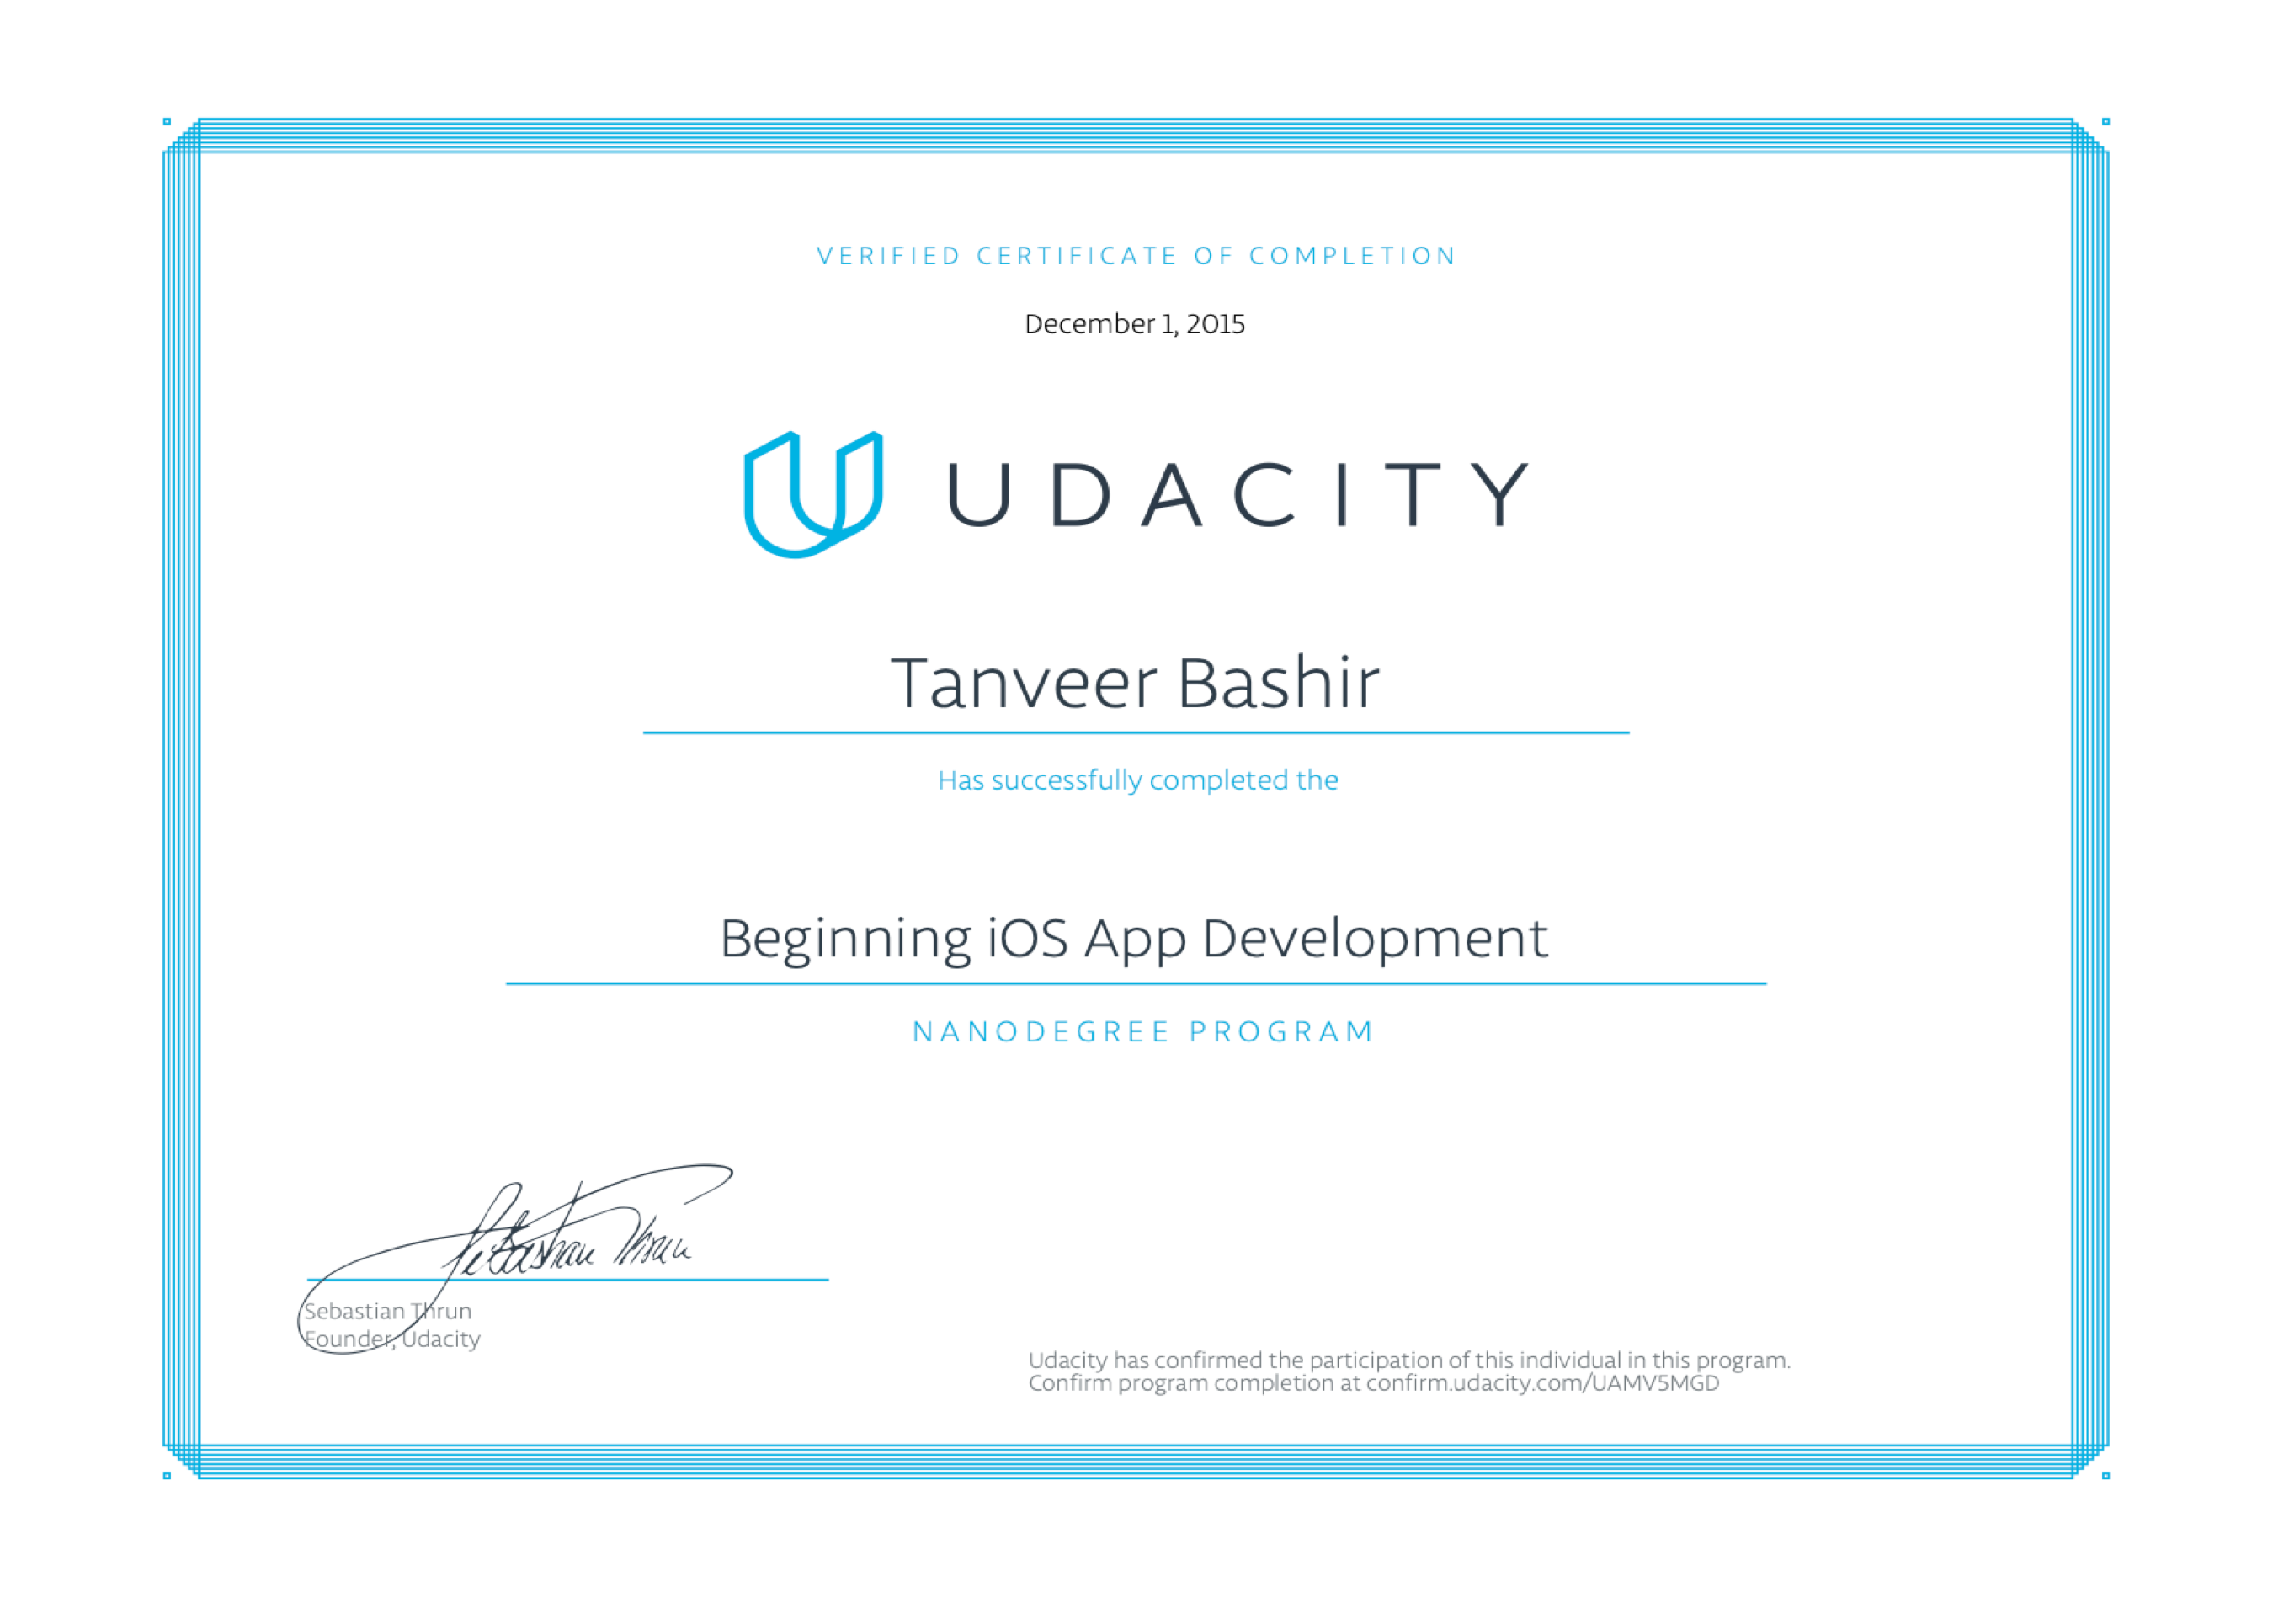 VERIFIED CERTIFICATE OF COMPLETION
December 1, 2015
UDACITY
Tanveer Bashir
Has successfully completed the
Beginning iOS App Development
NANODEGREE PROGRAM
Sebastian Thrun
Sebastian Thrun
Founder, Udacity
Udacity has confirmed the participation of this individual in this program.
Confirm program completion at confirm.udacity.com/UAMV5MGD